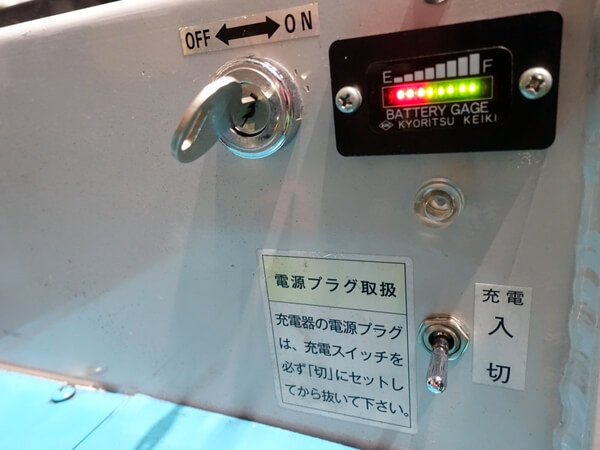 OFF ⟷ ON
E F
BATTERY GAGE
KYORITSU KEIKI
電源プラグ取扱
充電器の電源プラグ
は、充電スイッチを
必ず「切」にセットし
てから抜いて下さい。
充電
入
切